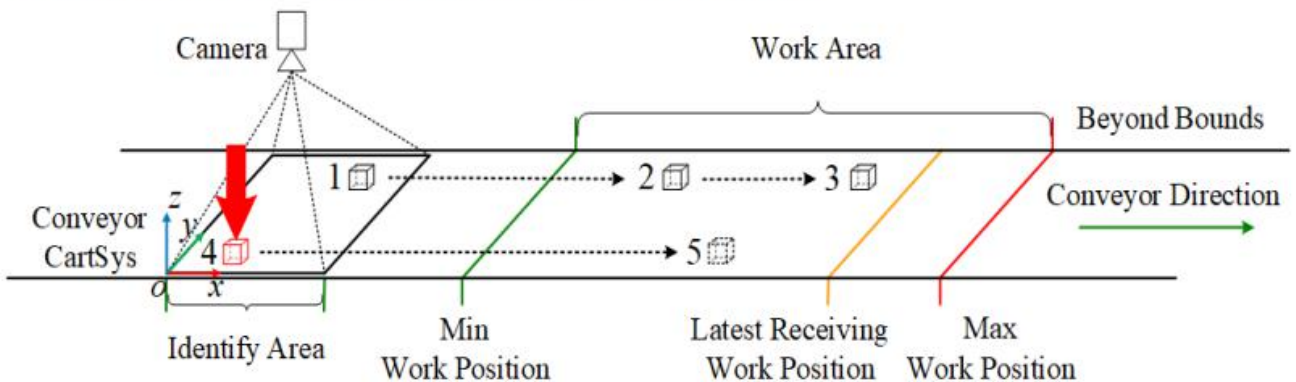 Camera
Work Area
Beyond Bounds
1
2
3
Conveyor
CartSys
z
y
Conveyor Direction
4
5
o
x
Identify Area
Min
Work Position
Latest Receiving
Work Position
Max
Work Position